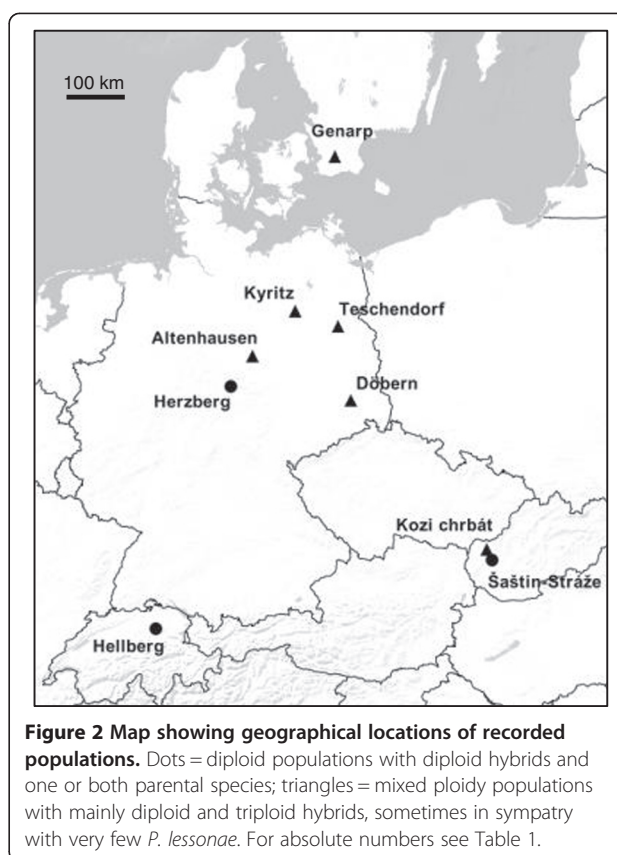 100 km
Genarp
Kyritz
Teschendorf
Altenhausen
Döbern
Herzberg
Kozi chrbát
Šaštin-Stráže
Hellberg
Figure 2 Map showing geographical locations of recorded
populations. Dots = diploid populations with diploid hybrids and
one or both parental species; triangles = mixed ploidy populations
with mainly diploid and triploid hybrids, sometimes in sympatry
with very few P. lessonae. For absolute numbers see Table 1.